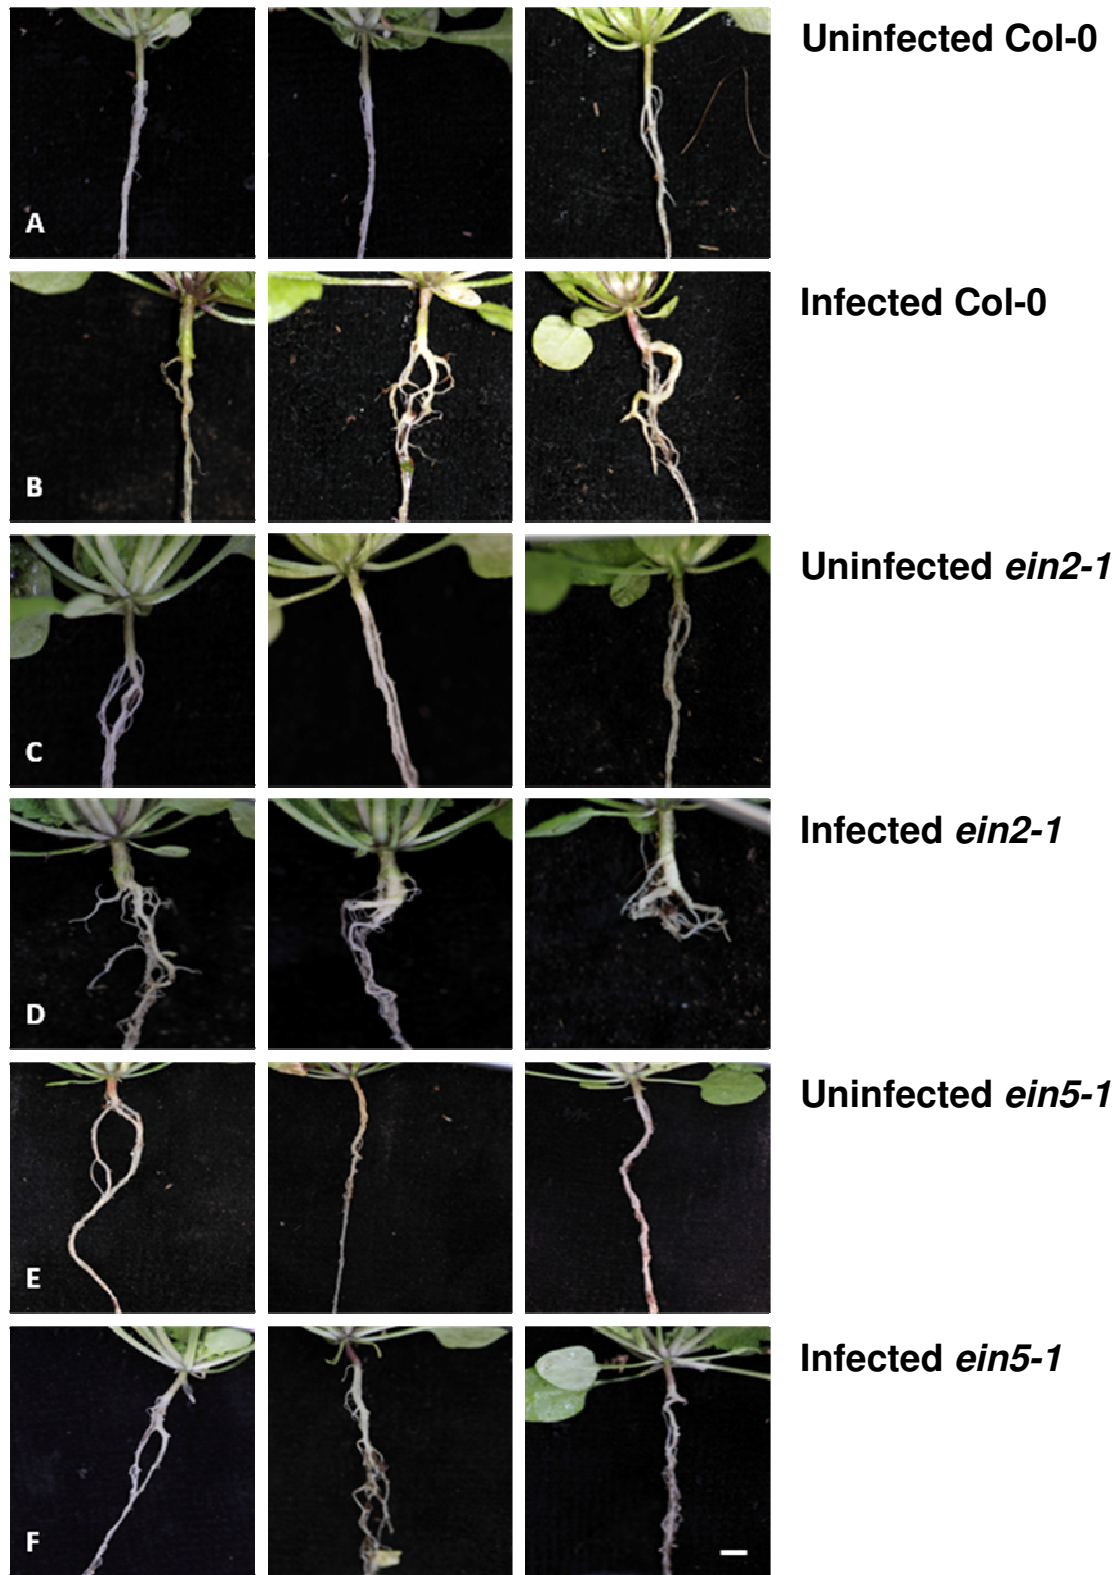 Uninfected Col-0
A
Infected Col-0
B
Uninfected ein2-1
C
Infected ein2-1
D
Uninfected ein5-1
E
Infected ein5-1
F